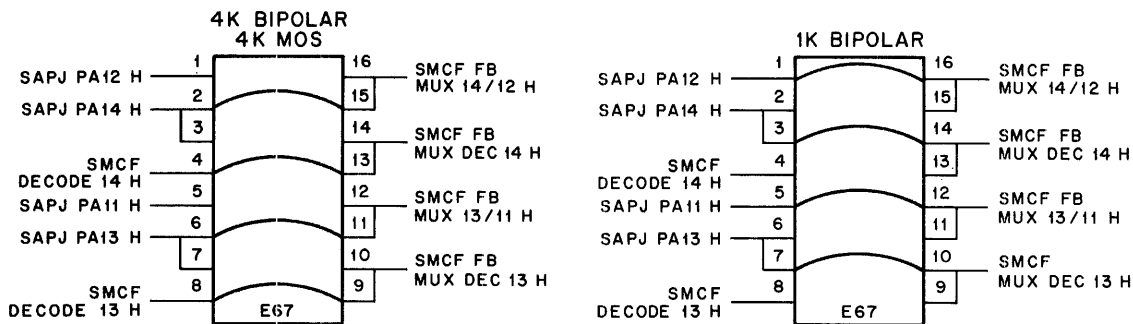 4K BIPOLAR
4K MOS
1
SAPJ PA12 H
2
SAPJ PA14 H
3
4
SMCF
DECODE 14 H
5
SAPJ PA11 H
6
SAPJ PA13 H
7
8
SMCF
DECODE 13 H
E67
16
SMCF FB
MUX 14/12 H
15
14
SMCF FB
MUX DEC 14 H
13
12
SMCF FB
MUX 13/11 H
11
10
SMCF FB
MUX DEC 13 H
9
1K BIPOLAR
1
SAPJ PA12 H
2
SAPJ PA14 H
3
4
SMCF
DECODE 14 H
5
SAPJ PA11 H
6
SAPJ PA13 H
7
8
SMCF
DECODE 13 H
E67
16
SMCF FB
MUX 14/12 H
15
14
SMCF FB
MUX DEC 14 H
13
12
SMCF FB
MUX 13/11 H
11
10
SMCF
MUX DEC 13 H
9